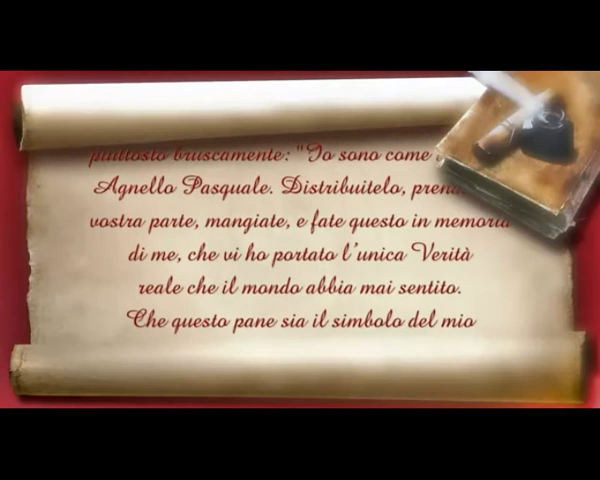 piuttosto bruscamente: "Io sono come
Agnello Pasquale. Distribuitelo,
vostra parte, mangiate, e fate questo in memoria
di me, che vi ho portato l'unica Verità
reale che il mondo abbia mai sentito.
Che questo pane sia il simbolo del mio